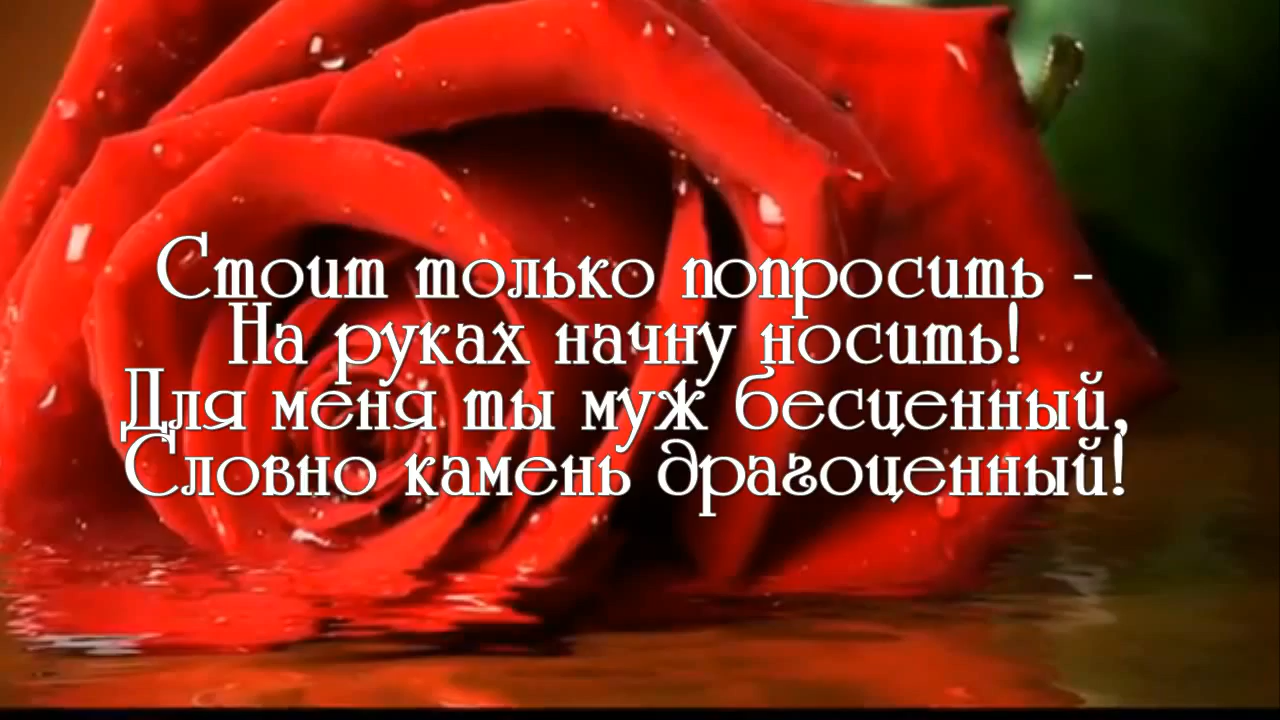 Стоит только попросить -
На руках начну носить!
Для меня ты муж бесценный,
Словно камень драгоценный!